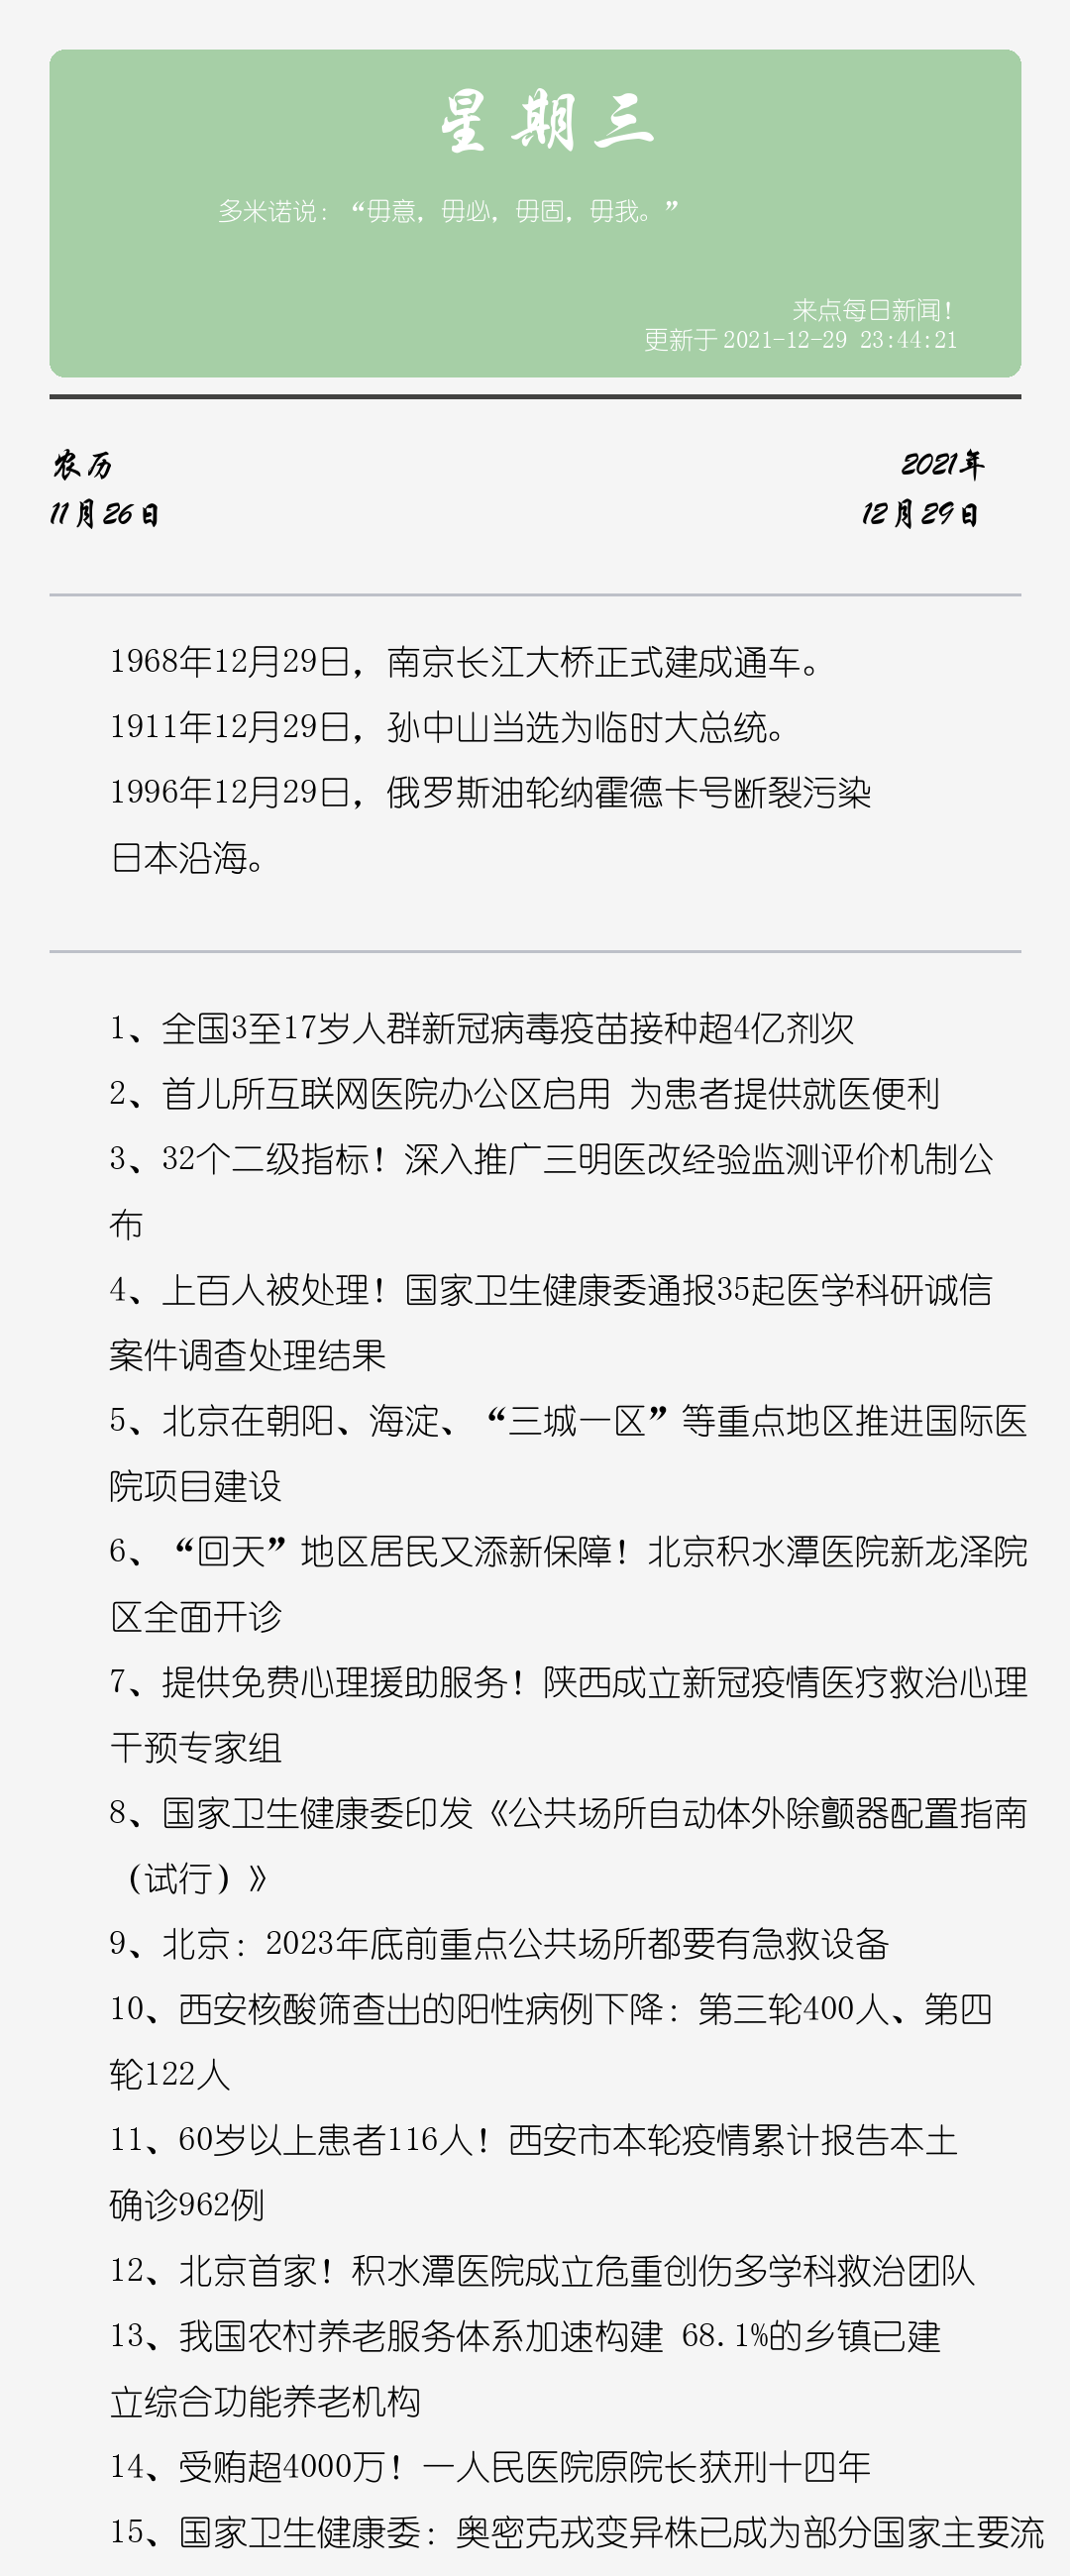 星期三
多米诺说：“毋意，毋必，毋固，毋我。”
来点每日新闻！
更新于 2021-12-29 23:44:21
农历
2021年
11月26日
12月29日
1968年12月29日，南京长江大桥正式建成通车。
1911年12月29日，孙中山当选为临时大总统。
1996年12月29日，俄罗斯油轮纳霍德卡号断裂污染
日本沿海。
1、全国3至17岁人群新冠病毒疫苗接种超4亿剂次
2、首儿所互联网医院办公区启用 为患者提供就医便利
3、32个二级指标！深入推广三明医改经验监测评价机制公
布
4、上百人被处理！国家卫生健康委通报35起医学科研诚信
案件调查处理结果
5、北京在朝阳、海淀、“三城一区”等重点地区推进国际医
院项目建设
6、“回天”地区居民又添新保障！北京积水潭医院新龙泽院
区全面开诊
7、提供免费心理援助服务！陕西成立新冠疫情医疗救治心理
干预专家组
8、国家卫生健康委印发《公共场所自动体外除颤器配置指南
（试行）》
9、北京：2023年底前重点公共场所都要有急救设备
10、西安核酸筛查出的阳性病例下降：第三轮400人、第四
轮122人
11、60岁以上患者116人！西安市本轮疫情累计报告本土
确诊962例
12、北京首家！积水潭医院成立危重创伤多学科救治团队
13、我国农村养老服务体系加速构建 68.1%的乡镇已建
立综合功能养老机构
14、受贿超4000万！一人民医院原院长获刑十四年
15、国家卫生健康委：奥密克戎变异株已成为部分国家主要流